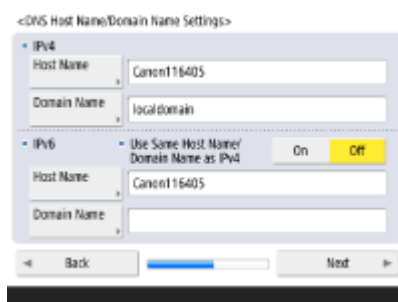 <DNS Host Name/Domain Name Settings>
IPv4
Host Name
Canon116405
Domain Name
localdomain
IPv6
Use Same Host Name/
Domain Name as IPv4
On
Off
Host Name
Canon116405
Domain Name
Back
Next